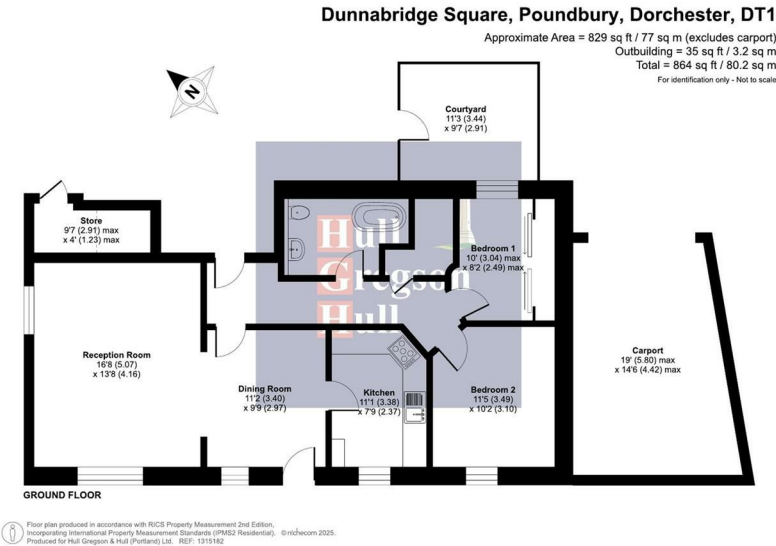 Dunnabridge Square, Poundbury, Dorchester, DT1
Approximate Area = 829 sq ft / 77 sq m (excludes carport)
Outbuilding = 35 sq ft / 3.2 sq m
Total = 864 sq ft / 80.2 sq m
For identification only - Not to scale
N
Courtyard
11'3 (3.44)
x 9'7 (2.91)
Store
9'7 (2.91) max
x 4' (1.23) max
Hull
Gregson
Hull
Bedroom 1
10' (3.04) max
x 8'2 (2.49) max
Reception Room
16'8 (5.07)
x 13'8 (4.16)
Carport
19' (5.80) max
x 14'6 (4.42) max
Dining Room
11'2 (3.40)
x 9'9 (2.97)
Kitchen
11'1 (3.38)
x 7'9 (2.37)
Bedroom 2
11'5 (3.49)
x 10'2 (3.10)
GROUND FLOOR
Floor plan produced in accordance with RICS Property Measurement 2nd Edition,
Incorporating International Property Measurement Standards (IPMS2 Residential). © nichecom 2025.
Produced for Hull Gregson & Hull (Portland) Ltd. REF: 1315182